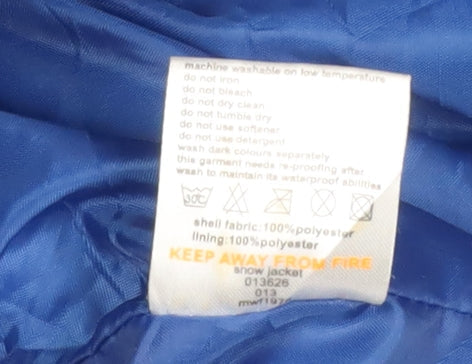 machine washable on low temperature
do not iron
do not bleach
do not dry clean
do not tumble dry
do not use softener
do not use detergent
wash dark colours separately
this garment needs re-proofing after
wash to maintain its waterproof abilities
30°C
shell fabric:100%polyester
lining:100%polyester
KEEP AWAY FROM FIRE
snow jacket
013626
013